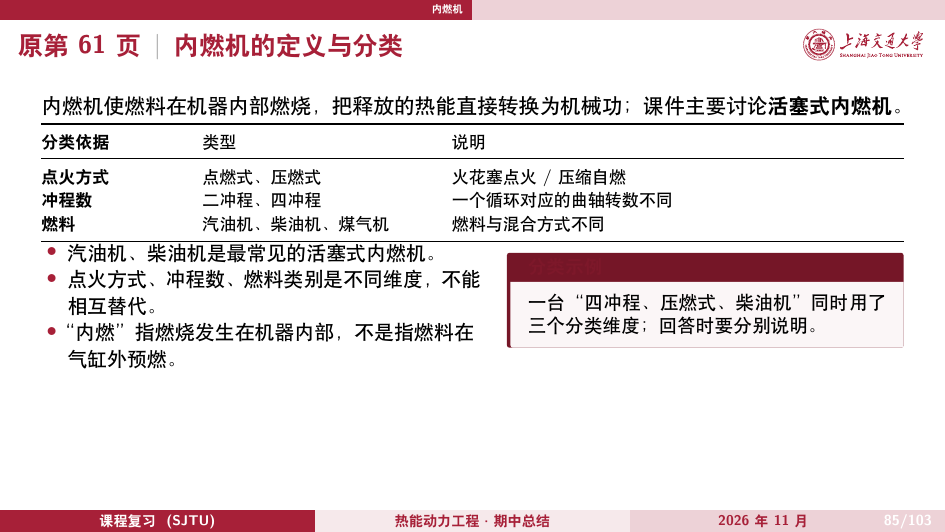 内燃机
原第 61 页 | 内燃机的定义与分类
上海交通大学
SHANGHAI JIAO TONG UNIVERSITY
内燃机使燃料在机器内部燃烧，把释放的热能直接转换为机械功；课件主要讨论活塞式内燃机。
分类依据 类型 说明
点火方式 点燃式、压燃式 火花塞点火 / 压缩自燃
冲程数 二冲程、四冲程 一个循环对应的曲轴转数不同
燃料 汽油机、柴油机、煤气机 燃料与混合方式不同
• 汽油机、柴油机是最常见的活塞式内燃机。
• 点火方式、冲程数、燃料类别是不同维度，不能
相互替代。
• “内燃”指燃烧发生在机器内部，不是指燃料在
气缸外预燃。
分类示例
一台“四冲程、压燃式、柴油机”同时用了
三个分类维度；回答时要分别说明。
课程复习 (SJTU) 热能动力工程 · 期中总结 2026 年 11 月 85/103